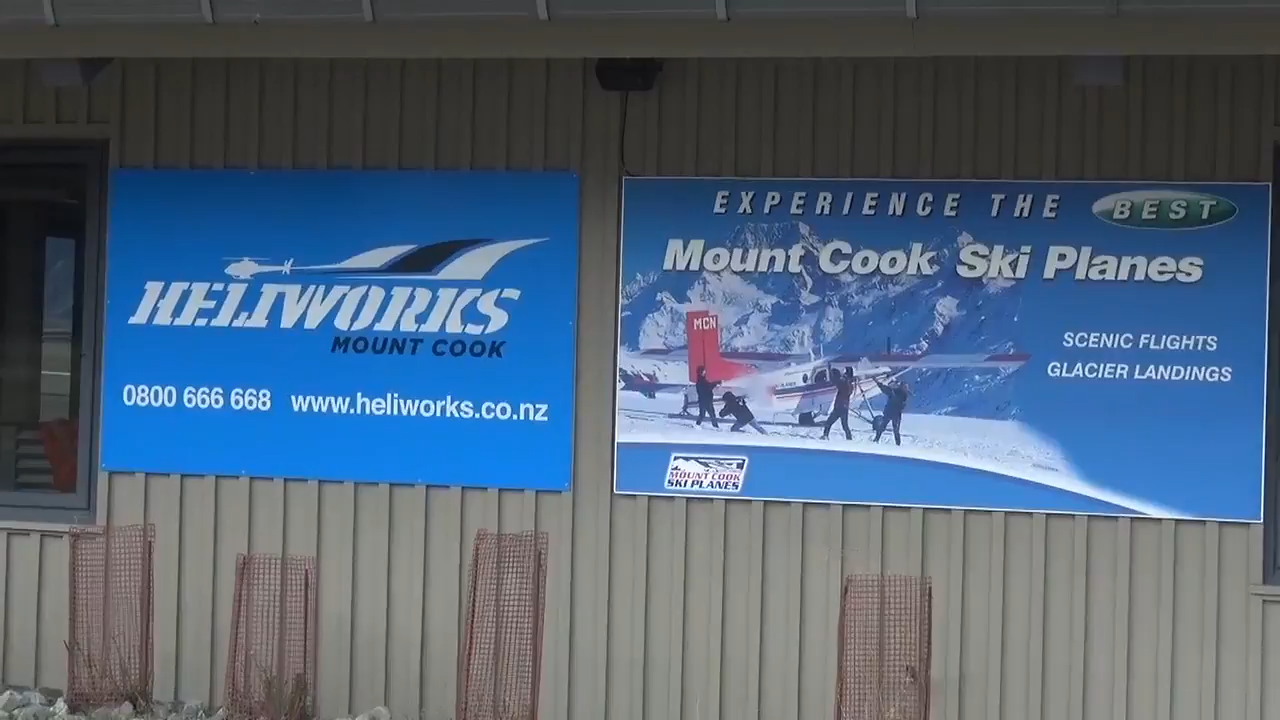 HELIWORKS
MOUNT COOK
0800 666 668 www.heliworks.co.nz
EXPERIENCE THE BEST
Mount Cook Ski Planes
SCENIC FLIGHTS
GLACIER LANDINGS
MCN
MOUNT COOK
SKI PLANES